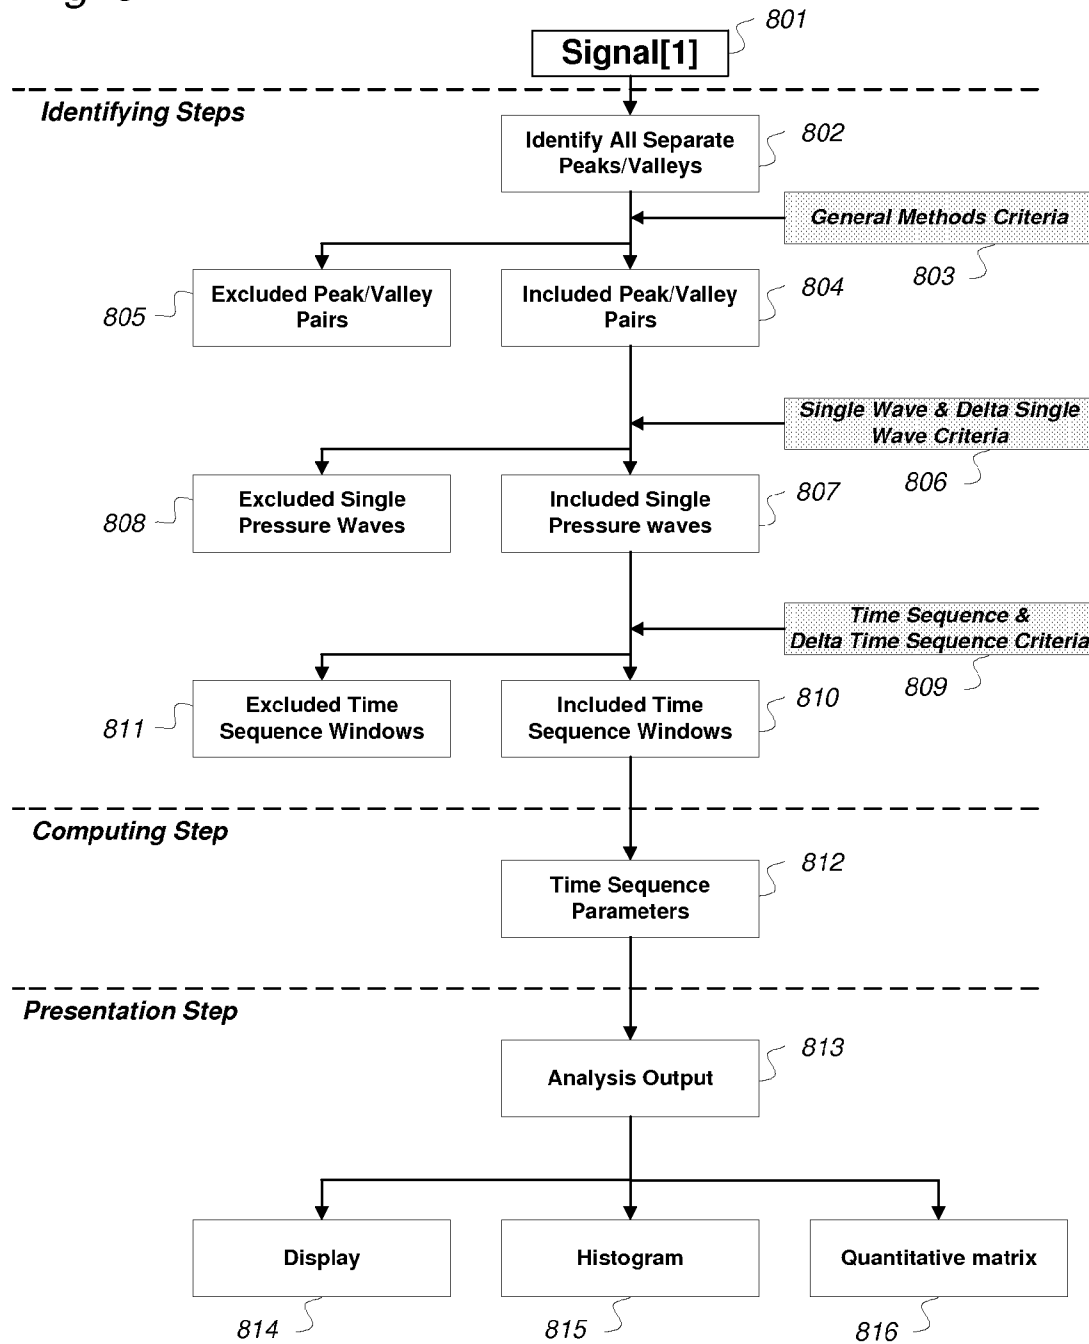 801
Signal[1]
Identifying Steps
Identify All Separate
Peaks/Valleys
802
General Methods Criteria
803
Excluded Peak/Valley
Pairs
805
Included Peak/Valley
Pairs
804
Single Wave & Delta Single
Wave Criteria
806
Excluded Single
Pressure Waves
808
Included Single
Pressure waves
807
Time Sequence &
Delta Time Sequence Criteria
809
Excluded Time
Sequence Windows
811
Included Time
Sequence Windows
810
Computing Step
Time Sequence
Parameters
812
Presentation Step
Analysis Output
813
Display
Histogram
Quantitative matrix
814
815
816